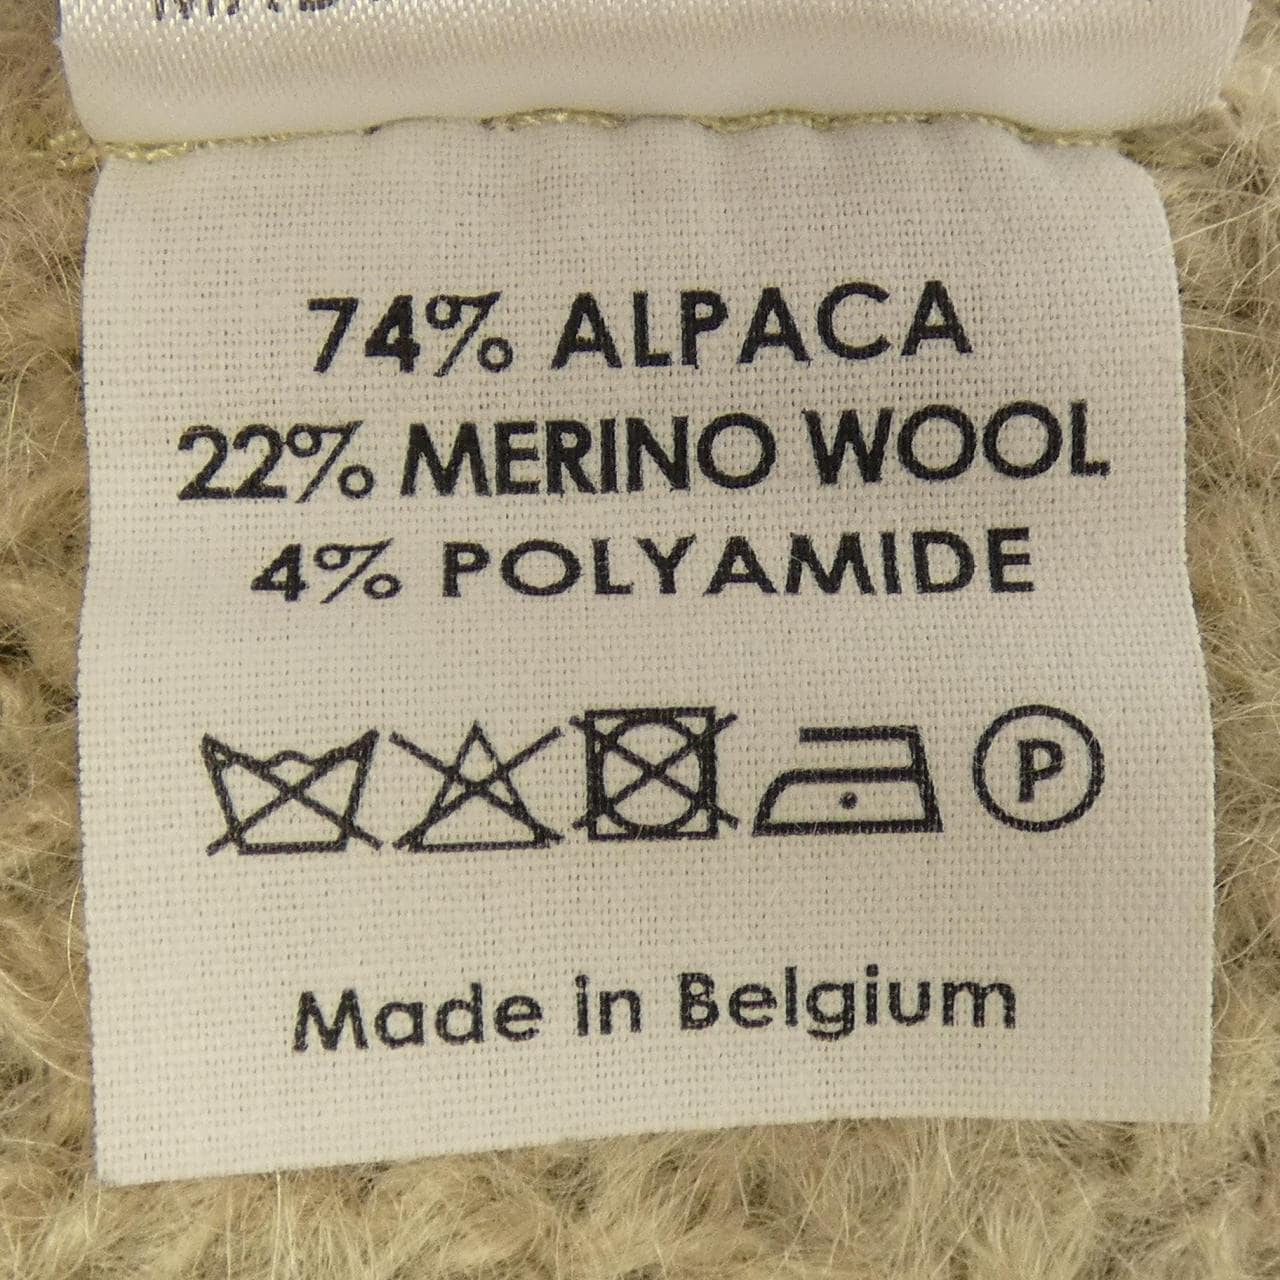 74% ALPACA
22% MERINO WOOL
4% POLYAMIDE
P
Made in Belgium